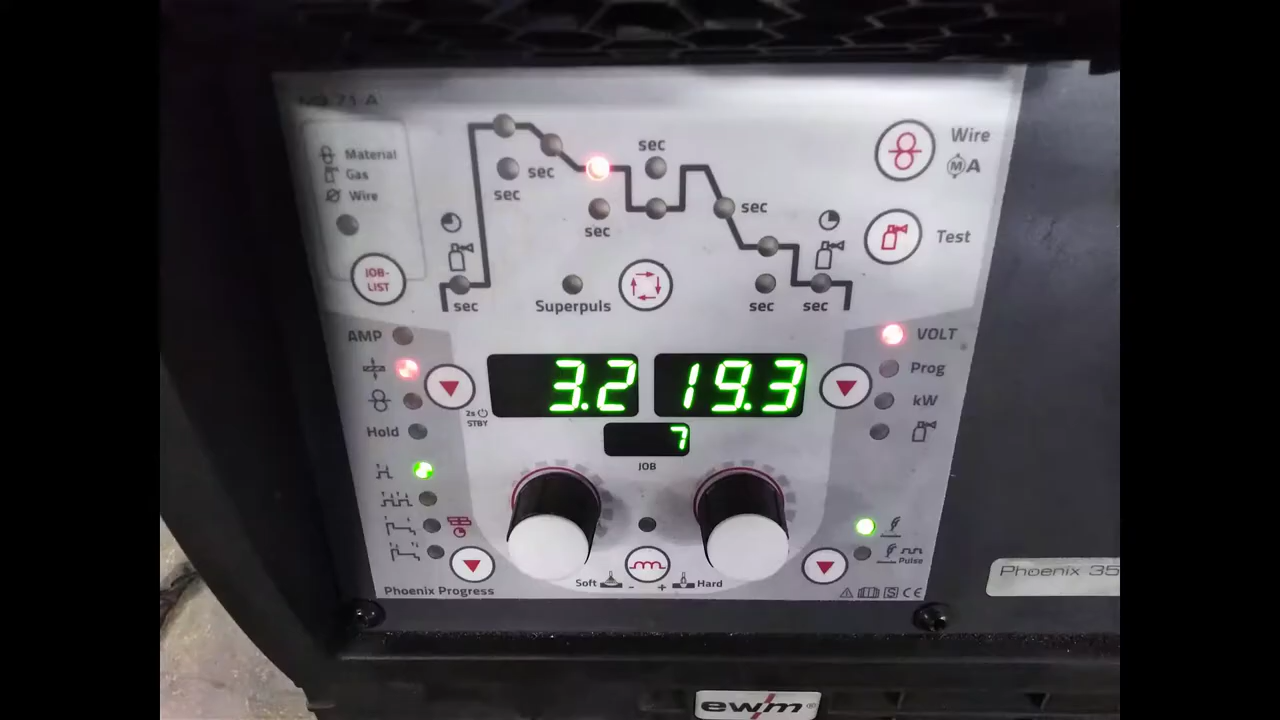 Material
Gas
Wire
JOB-
LIST
sec
sec
sec
sec
sec
sec
sec
sec
sec
Superpuls
Wire
MA
Test
AMP
Hold
VOLT
Prog
kW
3.2
19.3
2s
STBY
7
JOB
Soft
- +
Hard
Pulse
Phoenix Progress
S CE
Phoenix 35
ewm®